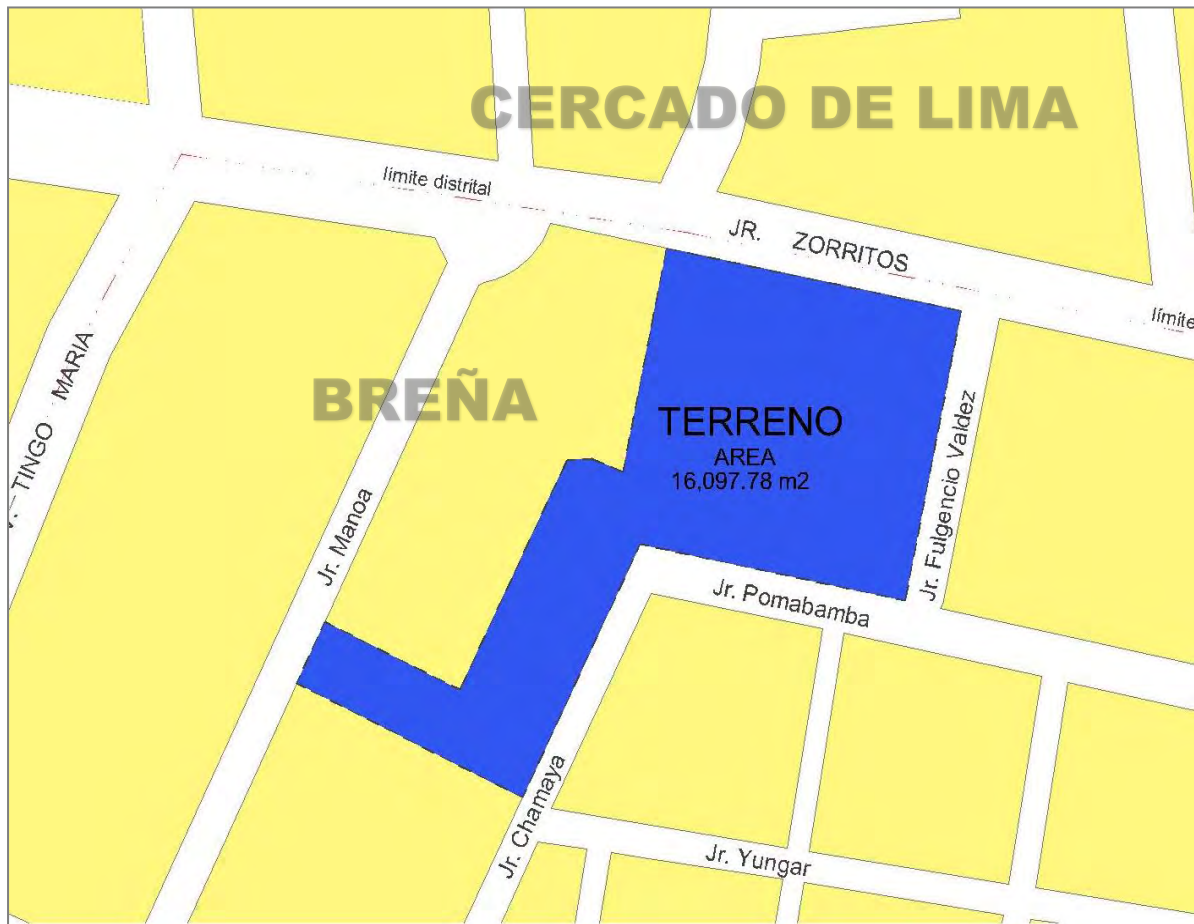 CERCADO DE LIMA
límite distrital
JR. ZORRITOS
límite
BREÑA
TINGO MARIA
TERRENO
AREA
16,097.78 m2
Jr. Fulgencio Valdez
Jr. Manoa
Jr. Pomabamba
Jr. Chamaya
Jr. Yungar